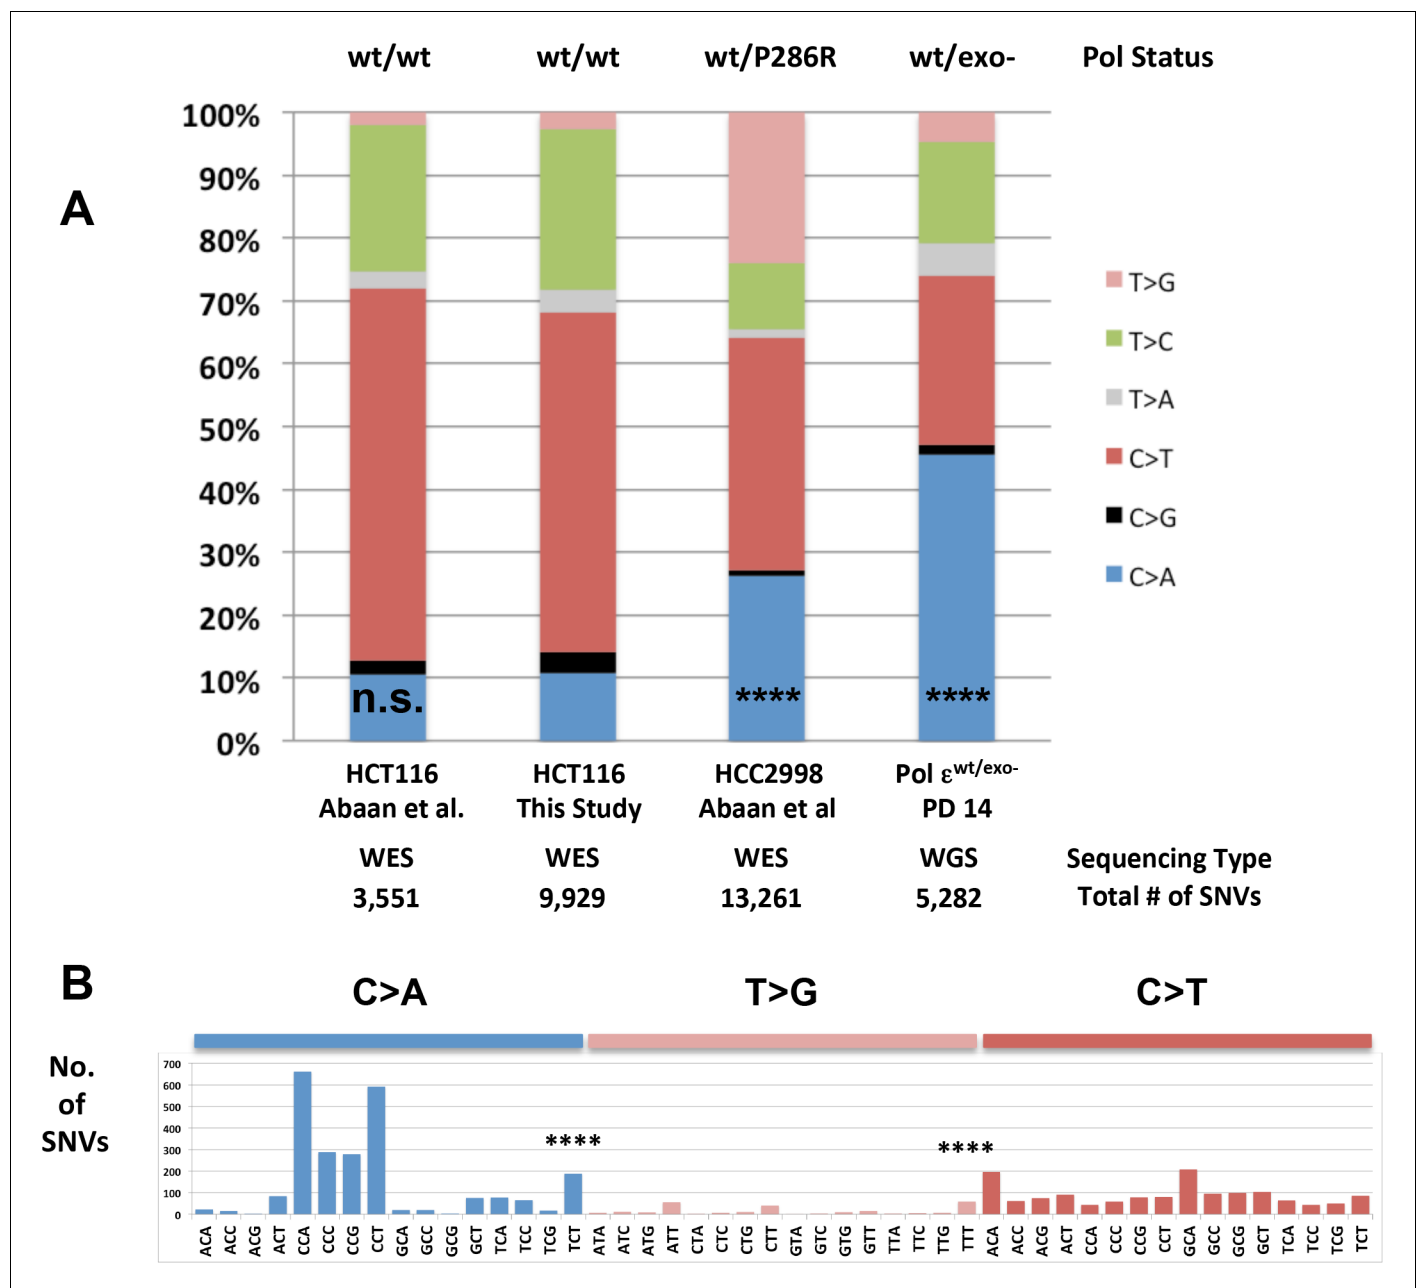 wt/wt wt/wt wt/P286R wt/exo- Pol Status
A
100%
90%
80%
70%
60%
50%
40%
30%
20%
10%
0%
n.s. **** ****
T>G
T>C
T>A
C>T
C>G
C>A
HCT116 HCT116 HCC2998 Pol εwt/exo-
Abaan et al. This Study Abaan et al PD 14
WES WES WES WGS Sequencing Type
3,551 9,929 13,261 5,282 Total # of SNVs
B
C>A T>G C>T
No.
of
SNVs
700
600
500
400
300
200
100
0
**** ****
ACA ACC ACG ACT CCA CCC CCG CCT GCA GCC GCG GCT TCA TCC TCG TCT ATA ATC ATG ATT CTA CTC CTG CTT GTA GTC GTG GTT TTA TTC TTG TTT ACA ACC ACG ACT CCA CCC CCG CCT GCA GCC GCG GCT TCA TCC TCG TCT